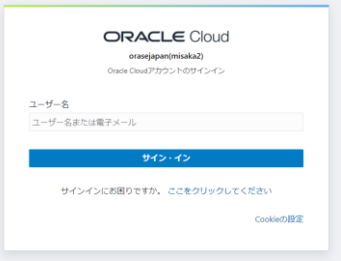 ORACLE Cloud
orasejapan(misaka2)
Oracle Cloudアカウントのサインイン
ユーザー名
ユーザー名または電子メール
サイン・イン
サインインにお困りですか。 ここをクリックしてください
Cookieの設定